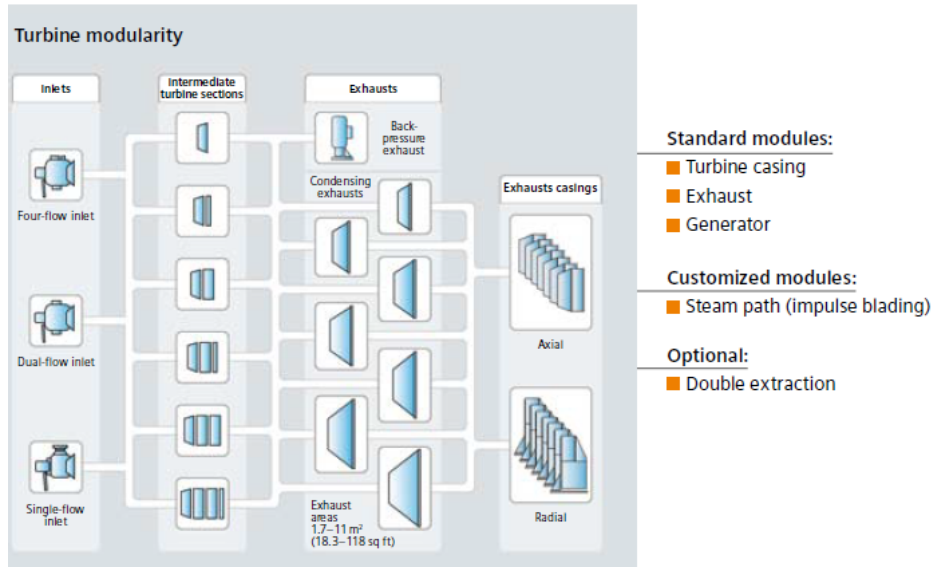 Turbine modularity
Inlets
Four-flow inlet
Dual-flow inlet
Single-flow
inlet
Intermediate
turbine sections
Exhausts
Back-
pressure
exhaust
Condensing
exhausts
Exhaust
areas
1.7–11 m²
(18.3–118 sq ft)
Exhausts casings
Axial
Radial
Standard modules:
Turbine casing
Exhaust
Generator
Customized modules:
Steam path (impulse blading)
Optional:
Double extraction